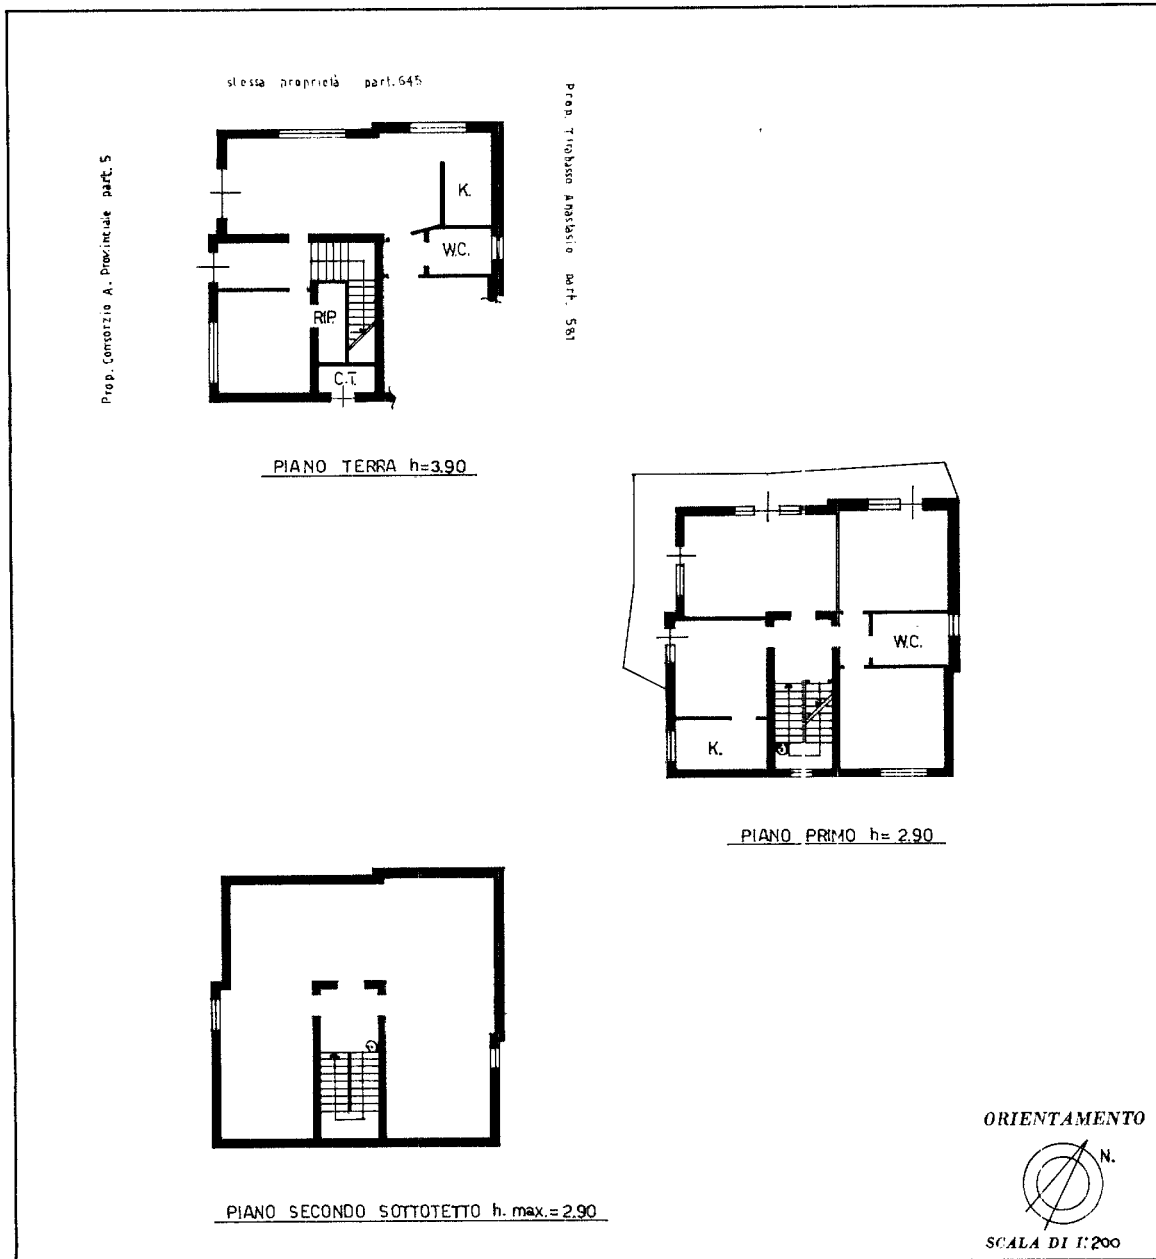 stessa proprietà part. 645
Prop. Consorzio A. Provinciale part. 5
Prop. Tirabasso Anastasio part. 581
K.
W.C.
RIP.
C.T.
PIANO TERRA h=3.90
W.C.
K.
PIANO PRIMO h= 2.90
PIANO SECONDO SOTTOTETTO h. max.= 2.90
ORIENTAMENTO
N.
SCALA DI 1:200